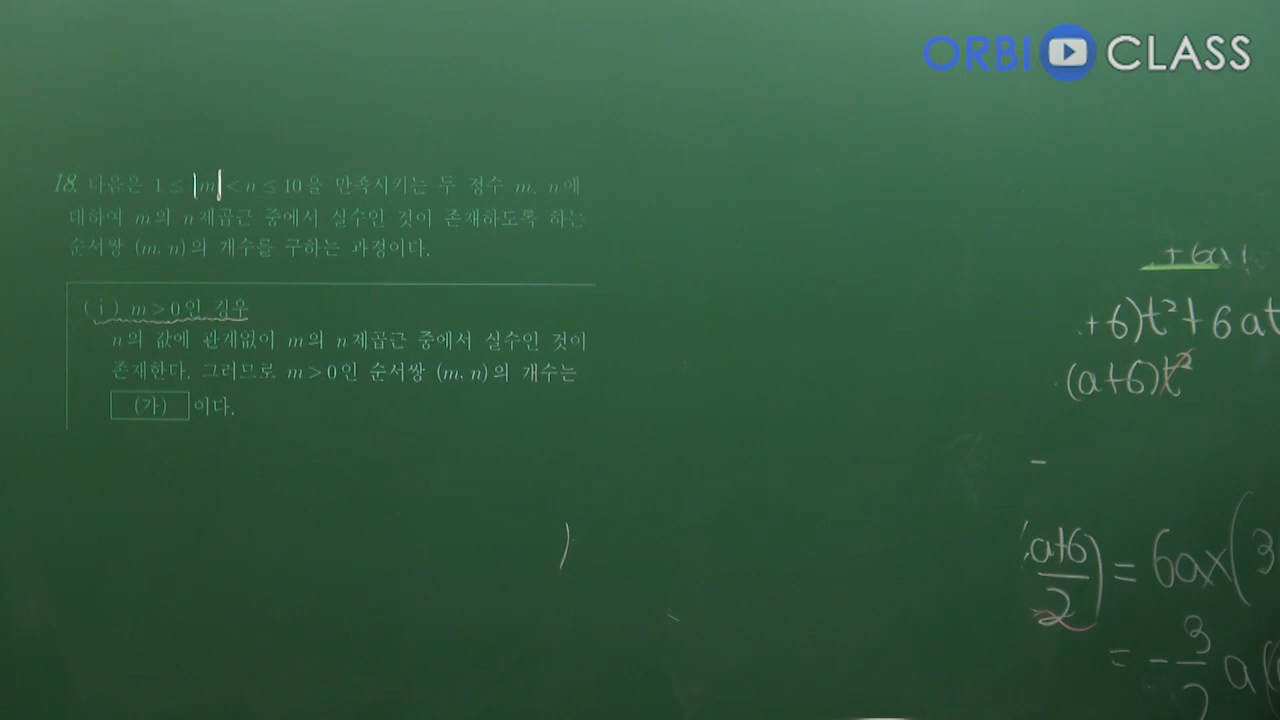 ORBI CLASS
18. 다음은 1 ≤ |m| < n ≤ 10을 만족시키는 두 정수 m, n에
대하여 m의 n제곱근 중에서 실수인 것이 존재하도록 하는
순서쌍 (m, n)의 개수를 구하는 과정이다.
(ⅰ) m > 0인 경우
n의 값에 관계없이 m의 n제곱근 중에서 실수인 것이
존재한다. 그러므로 m > 0인 순서쌍 (m, n)의 개수는
(가) 이다.
+6)t²+6at
(a+6)t²
a+6
2
) = 6a×(3
= -3
a(